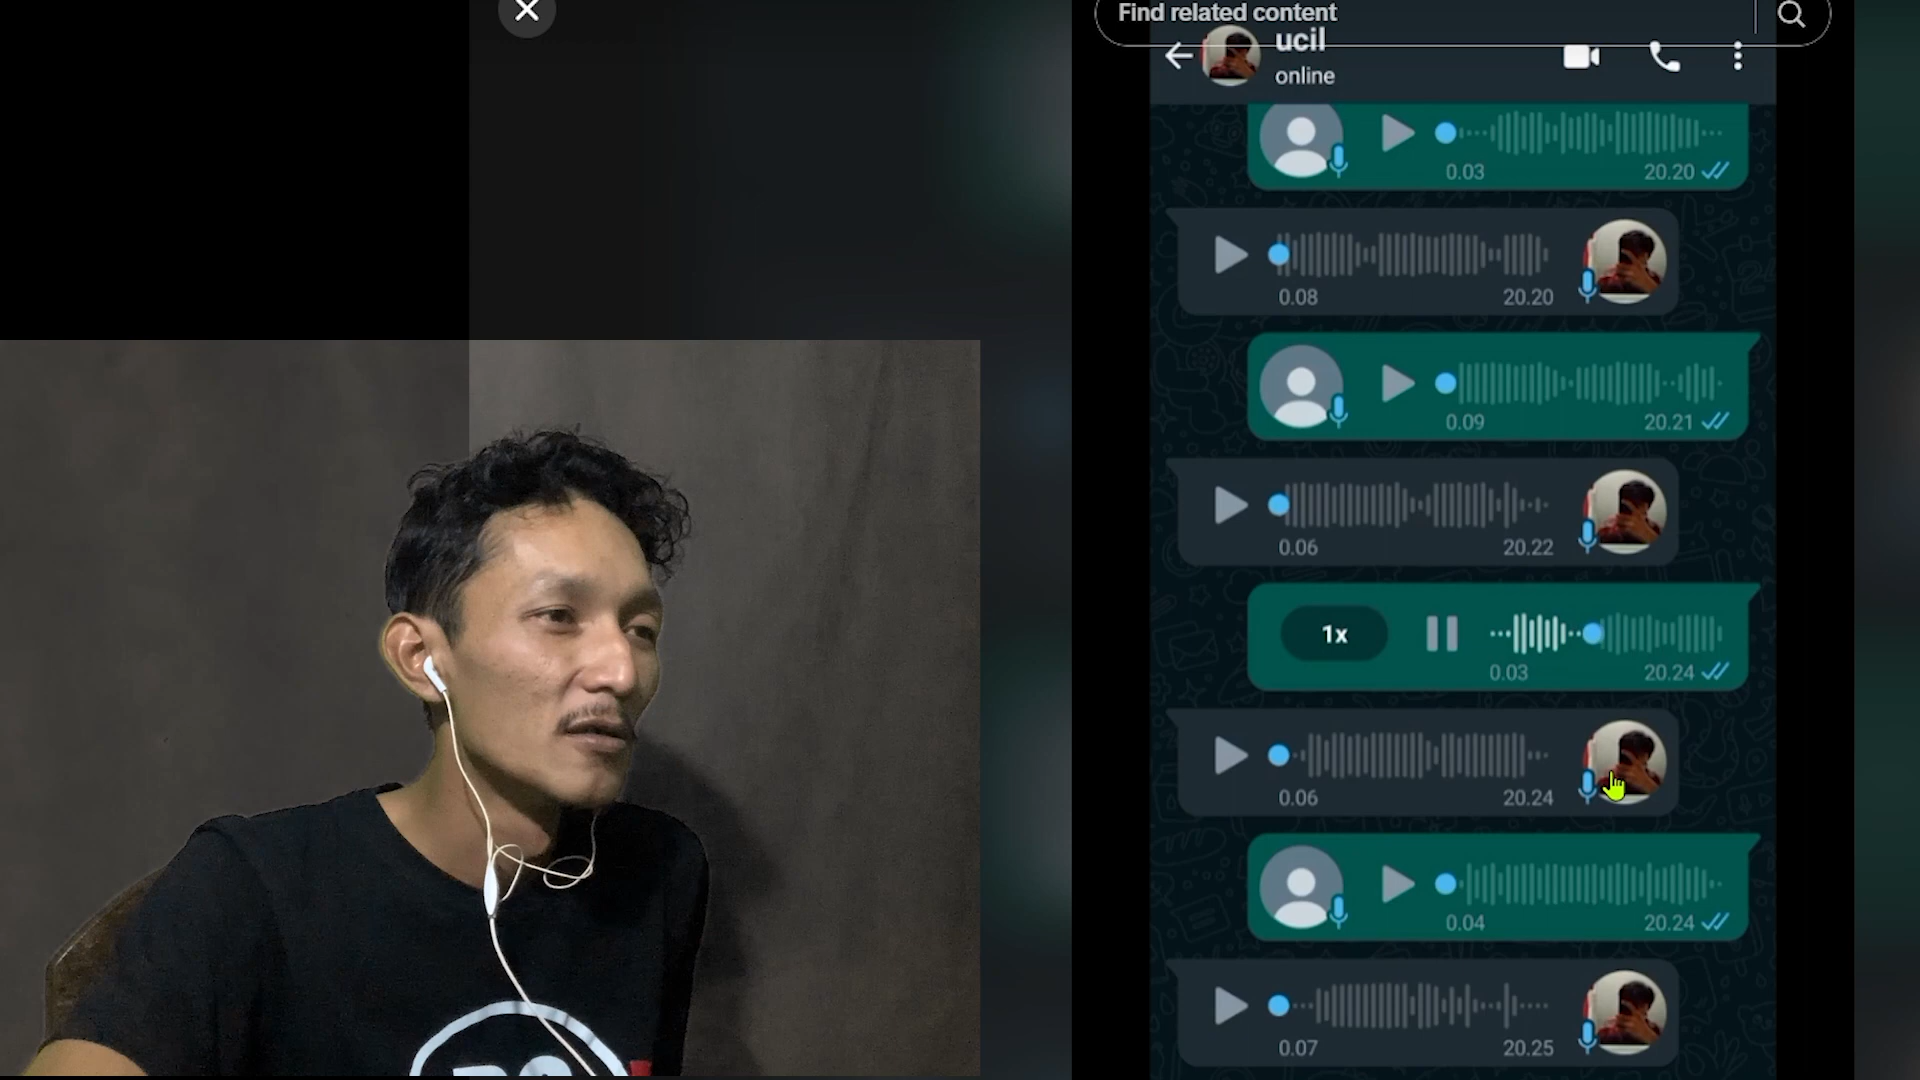 Find related content
ucil
online
0.03 20.20
0.08 20.20
0.09 20.21
0.06 20.22
1x
0.03 20.24
0.06 20.24
0.04 20.24
0.07 20.25